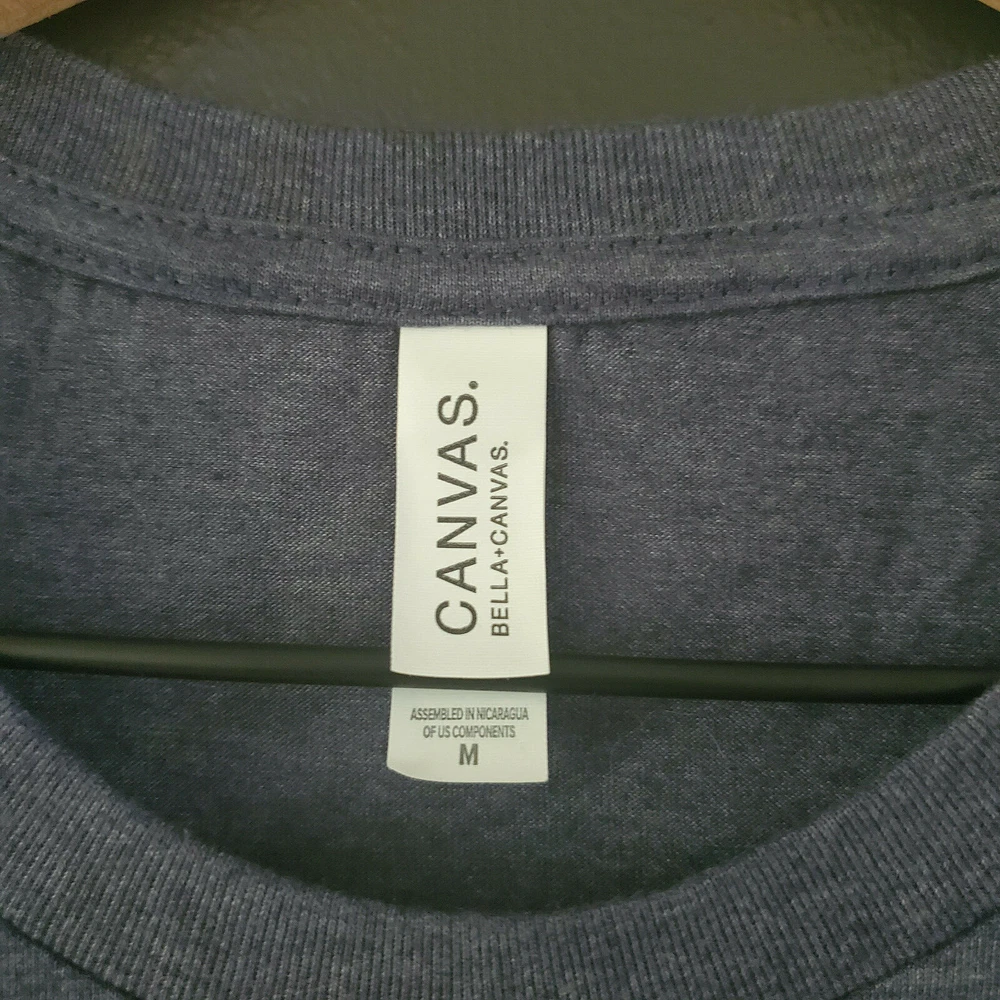 CANVAS.
BELLA+CANVAS.
ASSEMBLED IN NICARAGUA
OF US COMPONENTS
M